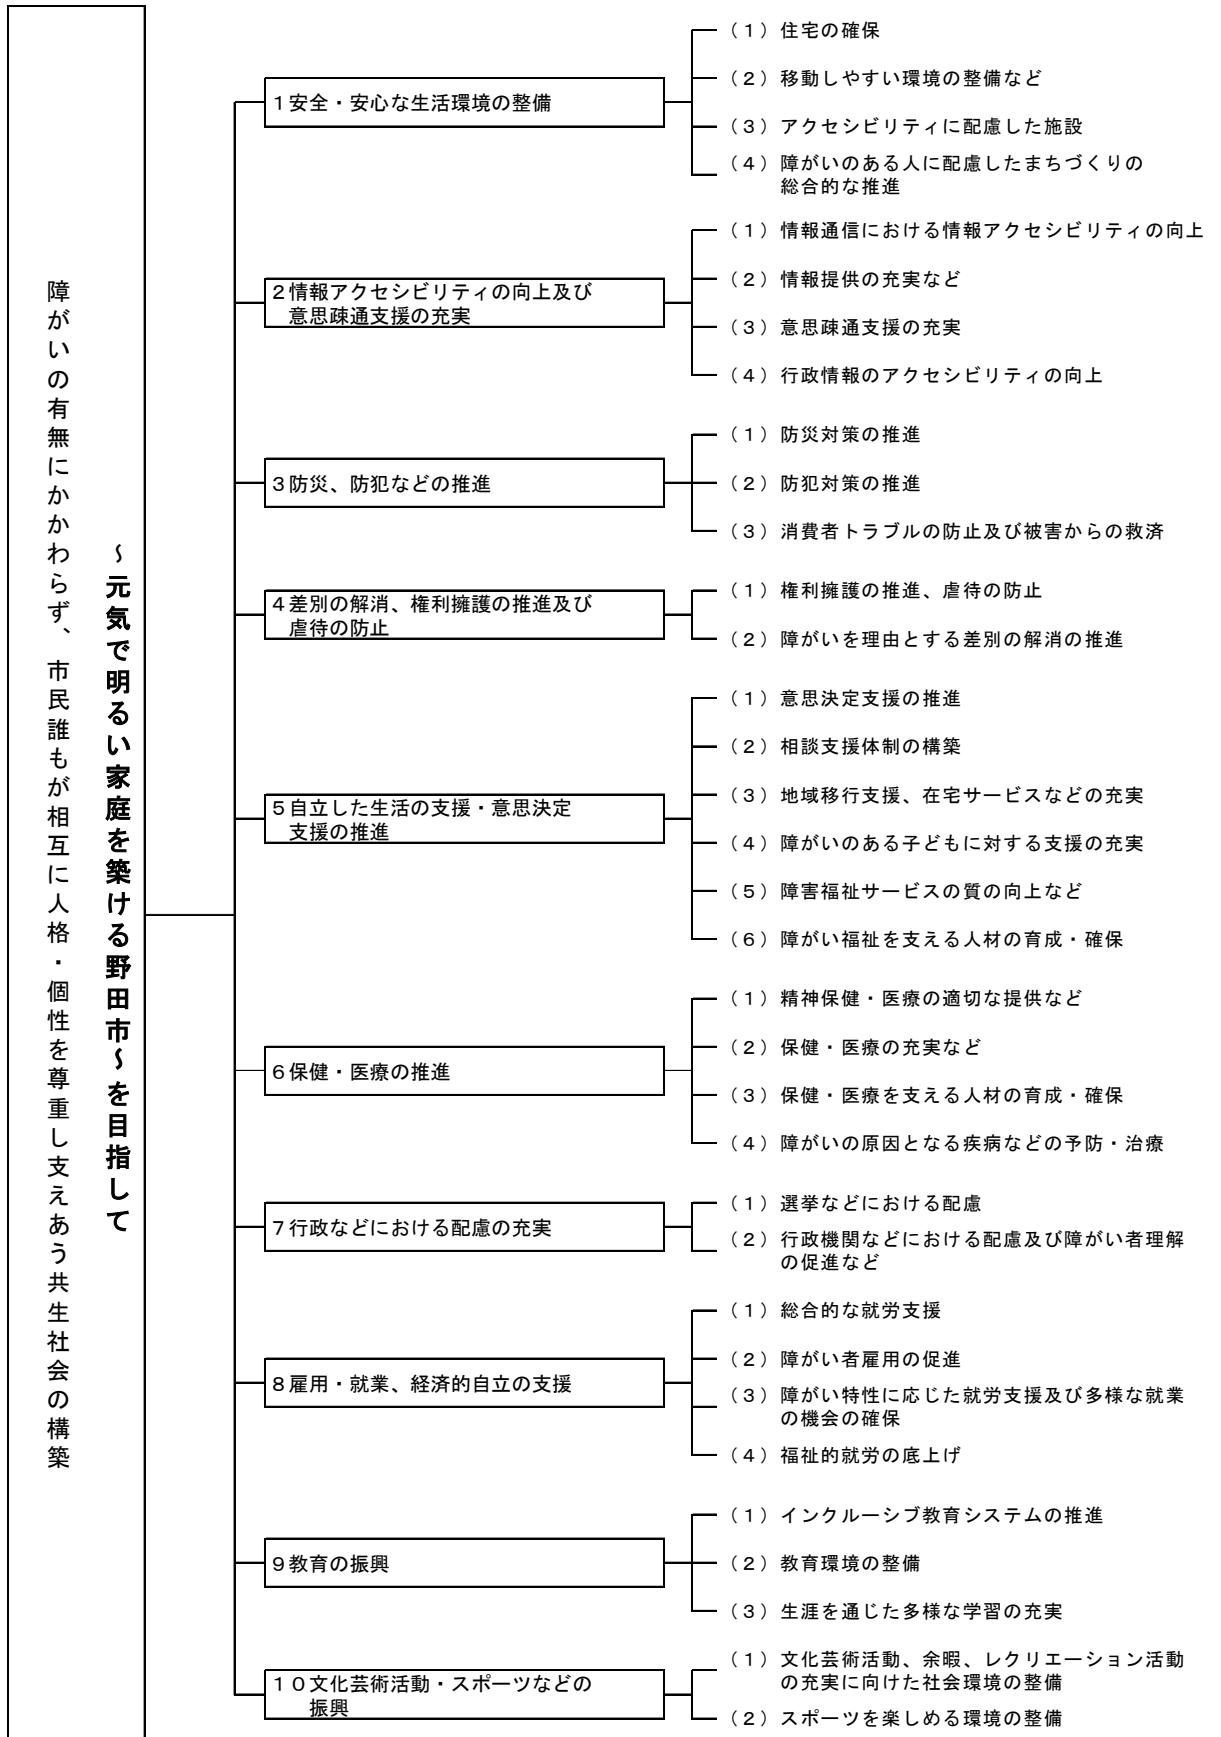 障がいの有無にかかわらず、市民誰もが相互に人格・個性を尊重し支えあう共生社会の構築
～元気で明るい家庭を築ける野田市～を目指して
１安全・安心な生活環境の整備
（１）住宅の確保
（２）移動しやすい環境の整備など
（３）アクセシビリティに配慮した施設
（４）障がいのある人に配慮したまちづくりの
総合的な推進
２情報アクセシビリティの向上及び
意思疎通支援の充実
（１）情報通信における情報アクセシビリティの向上
（２）情報提供の充実など
（３）意思疎通支援の充実
（４）行政情報のアクセシビリティの向上
３防災、防犯などの推進
（１）防災対策の推進
（２）防犯対策の推進
（３）消費者トラブルの防止及び被害からの救済
４差別の解消、権利擁護の推進及び
虐待の防止
（１）権利擁護の推進、虐待の防止
（２）障がいを理由とする差別の解消の推進
５自立した生活の支援・意思決定
支援の推進
（１）意思決定支援の推進
（２）相談支援体制の構築
（３）地域移行支援、在宅サービスなどの充実
（４）障がいのある子どもに対する支援の充実
（５）障害福祉サービスの質の向上など
（６）障がい福祉を支える人材の育成・確保
６保健・医療の推進
（１）精神保健・医療の適切な提供など
（２）保健・医療の充実など
（３）保健・医療を支える人材の育成・確保
（４）障がいの原因となる疾病などの予防・治療
７行政などにおける配慮の充実
（１）選挙などにおける配慮
（２）行政機関などにおける配慮及び障がい者理解
の促進など
８雇用・就業、経済的自立の支援
（１）総合的な就労支援
（２）障がい者雇用の促進
（３）障がい特性に応じた就労支援及び多様な就業
の機会の確保
（４）福祉的就労の底上げ
９教育の振興
（１）インクルーシブ教育システムの推進
（２）教育環境の整備
（３）生涯を通じた多様な学習の充実
１０文化芸術活動・スポーツなどの
振興
（１）文化芸術活動、余暇、レクリエーション活動
の充実に向けた社会環境の整備
（２）スポーツを楽しめる環境の整備